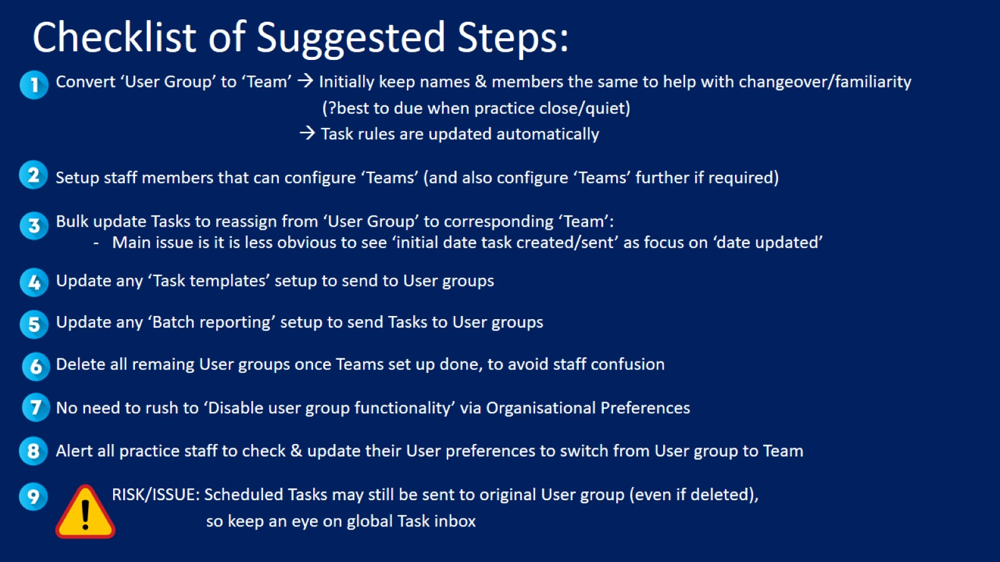 Checklist of Suggested Steps:
1 Convert ‘User Group’ to ‘Team’ → Initially keep names & members the same to help with changeover/familiarity
(?best to due when practice close/quiet)
→ Task rules are updated automatically
2 Setup staff members that can configure ‘Teams’ (and also configure ‘Teams’ further if required)
3 Bulk update Tasks to reassign from ‘User Group’ to corresponding ‘Team’:
- Main issue is it is less obvious to see ‘initial date task created/sent’ as focus on ‘date updated’
4 Update any ‘Task templates’ setup to send to User groups
5 Update any ‘Batch reporting’ setup to send Tasks to User groups
6 Delete all remaing User groups once Teams set up done, to avoid staff confusion
7 No need to rush to ‘Disable user group functionality’ via Organisational Preferences
8 Alert all practice staff to check & update their User preferences to switch from User group to Team
9 ! RISK/ISSUE: Scheduled Tasks may still be sent to original User group (even if deleted),
so keep an eye on global Task inbox